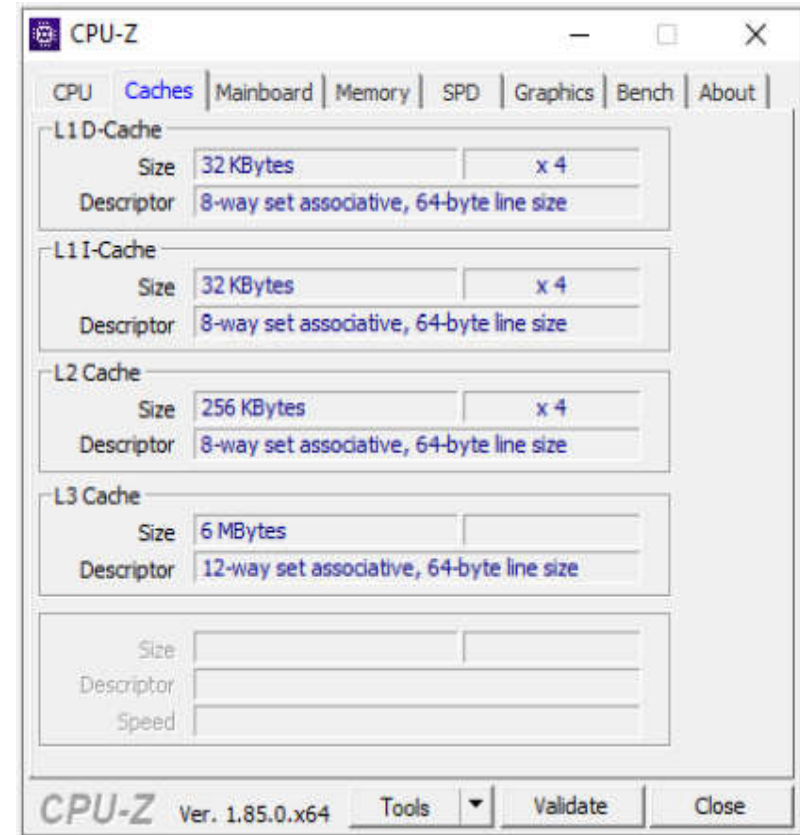 CPU-Z
CPU Caches Mainboard Memory SPD Graphics Bench About
L1 D-Cache
Size 32 KBytes x 4
Descriptor 8-way set associative, 64-byte line size
L1 I-Cache
Size 32 KBytes x 4
Descriptor 8-way set associative, 64-byte line size
L2 Cache
Size 256 KBytes x 4
Descriptor 8-way set associative, 64-byte line size
L3 Cache
Size 6 MBytes
Descriptor 12-way set associative, 64-byte line size
Size
Descriptor
Speed
CPU-Z Ver. 1.85.0.x64 Tools Validate Close